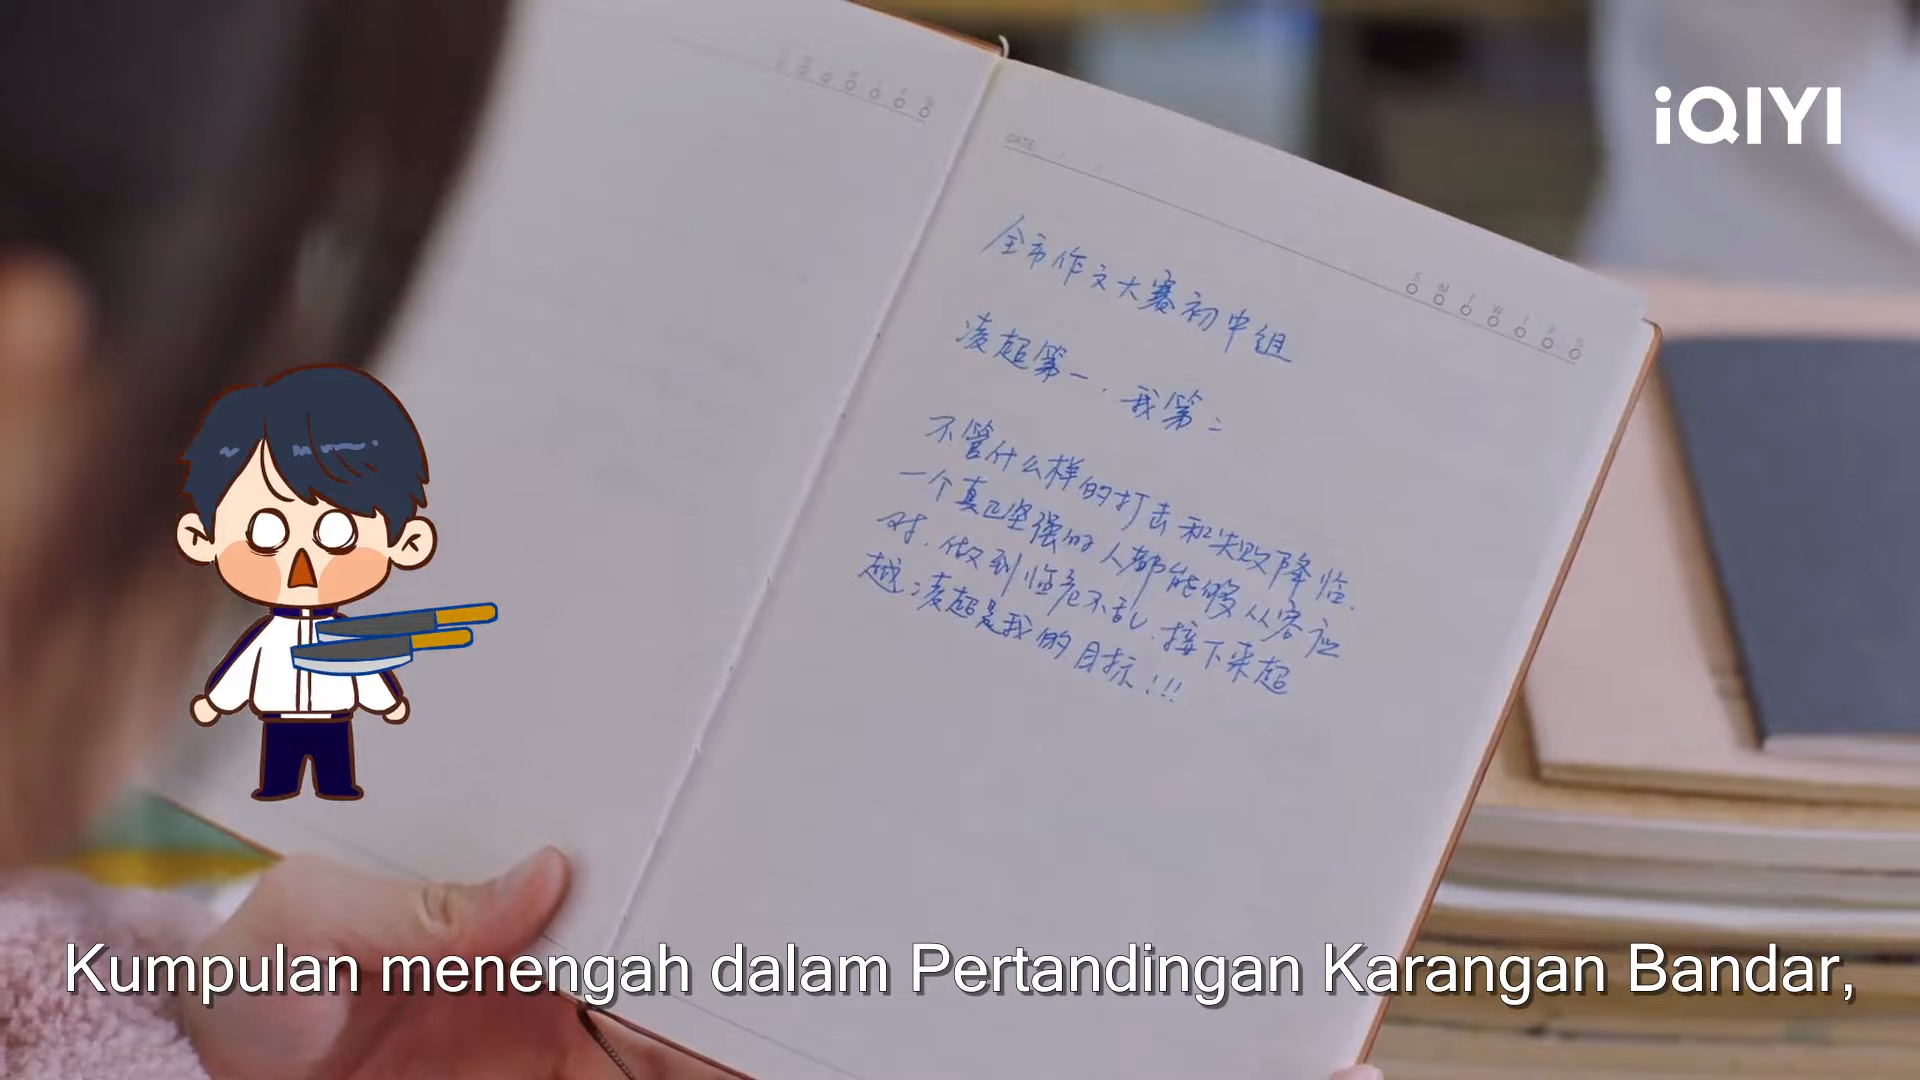 iQIYI
DATE
S M T W T F S
全市作文大赛初中组
凌超第一，我第二
不管什么样的打击和失败降临，
一个真正坚强的人都能够从容应
对，做到临危不乱，接下来超
越凌超是我的目标！！！
Kumpulan menengah dalam Pertandingan Karangan Bandar,